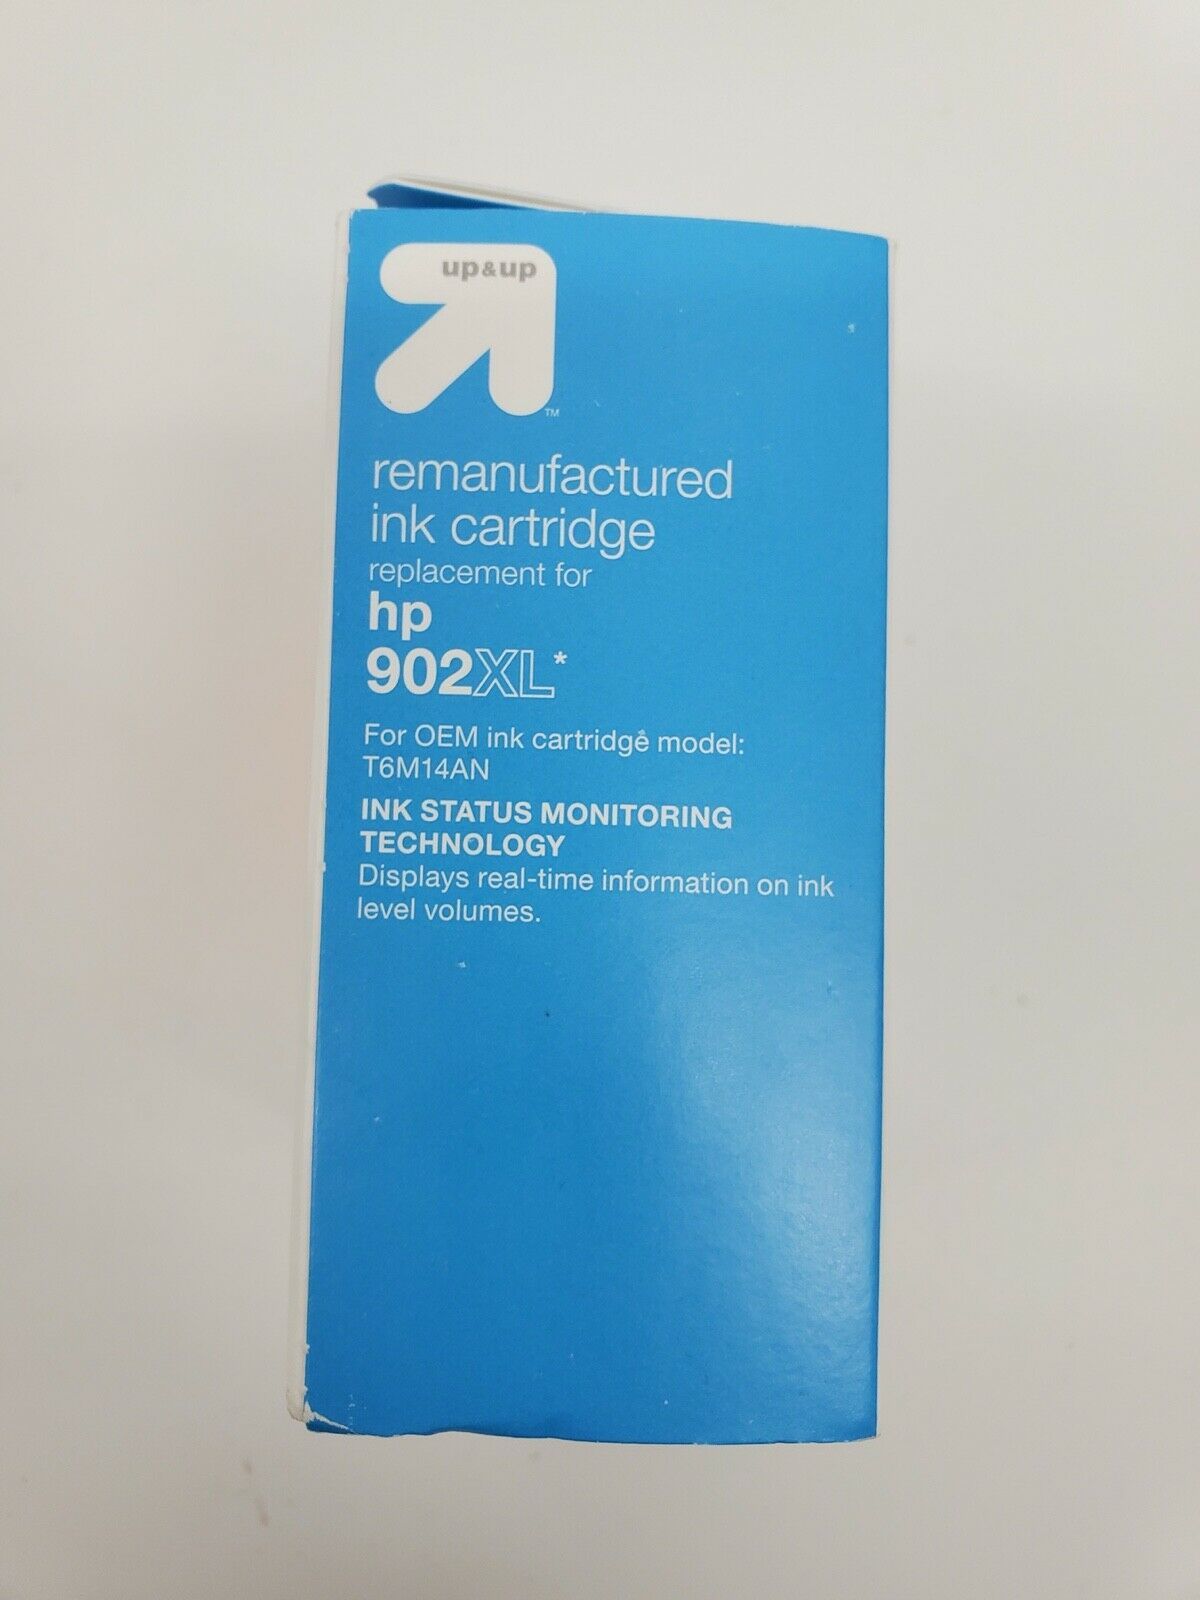 up&up
™
remanufactured
ink cartridge
replacement for
hp
902XL*
For OEM ink cartridge model:
T6M14AN
INK STATUS MONITORING
TECHNOLOGY
Displays real-time information on ink
level volumes.